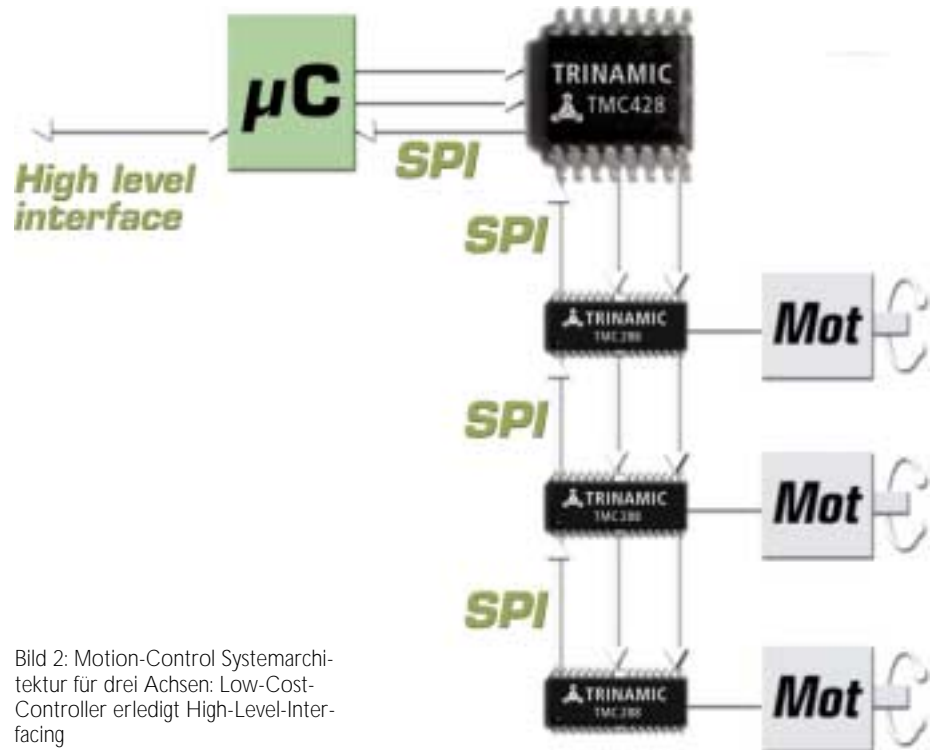 µC
TRINAMIC
TMC428
SPI
High level
interface
SPI
TRINAMIC
Mot
SPI
TRINAMIC
Mot
SPI
TRINAMIC
Mot
Bild 2: Motion-Control Systemarchi-
tektur für drei Achsen: Low-Cost-
Controller erledigt High-Level-Inter-
facing